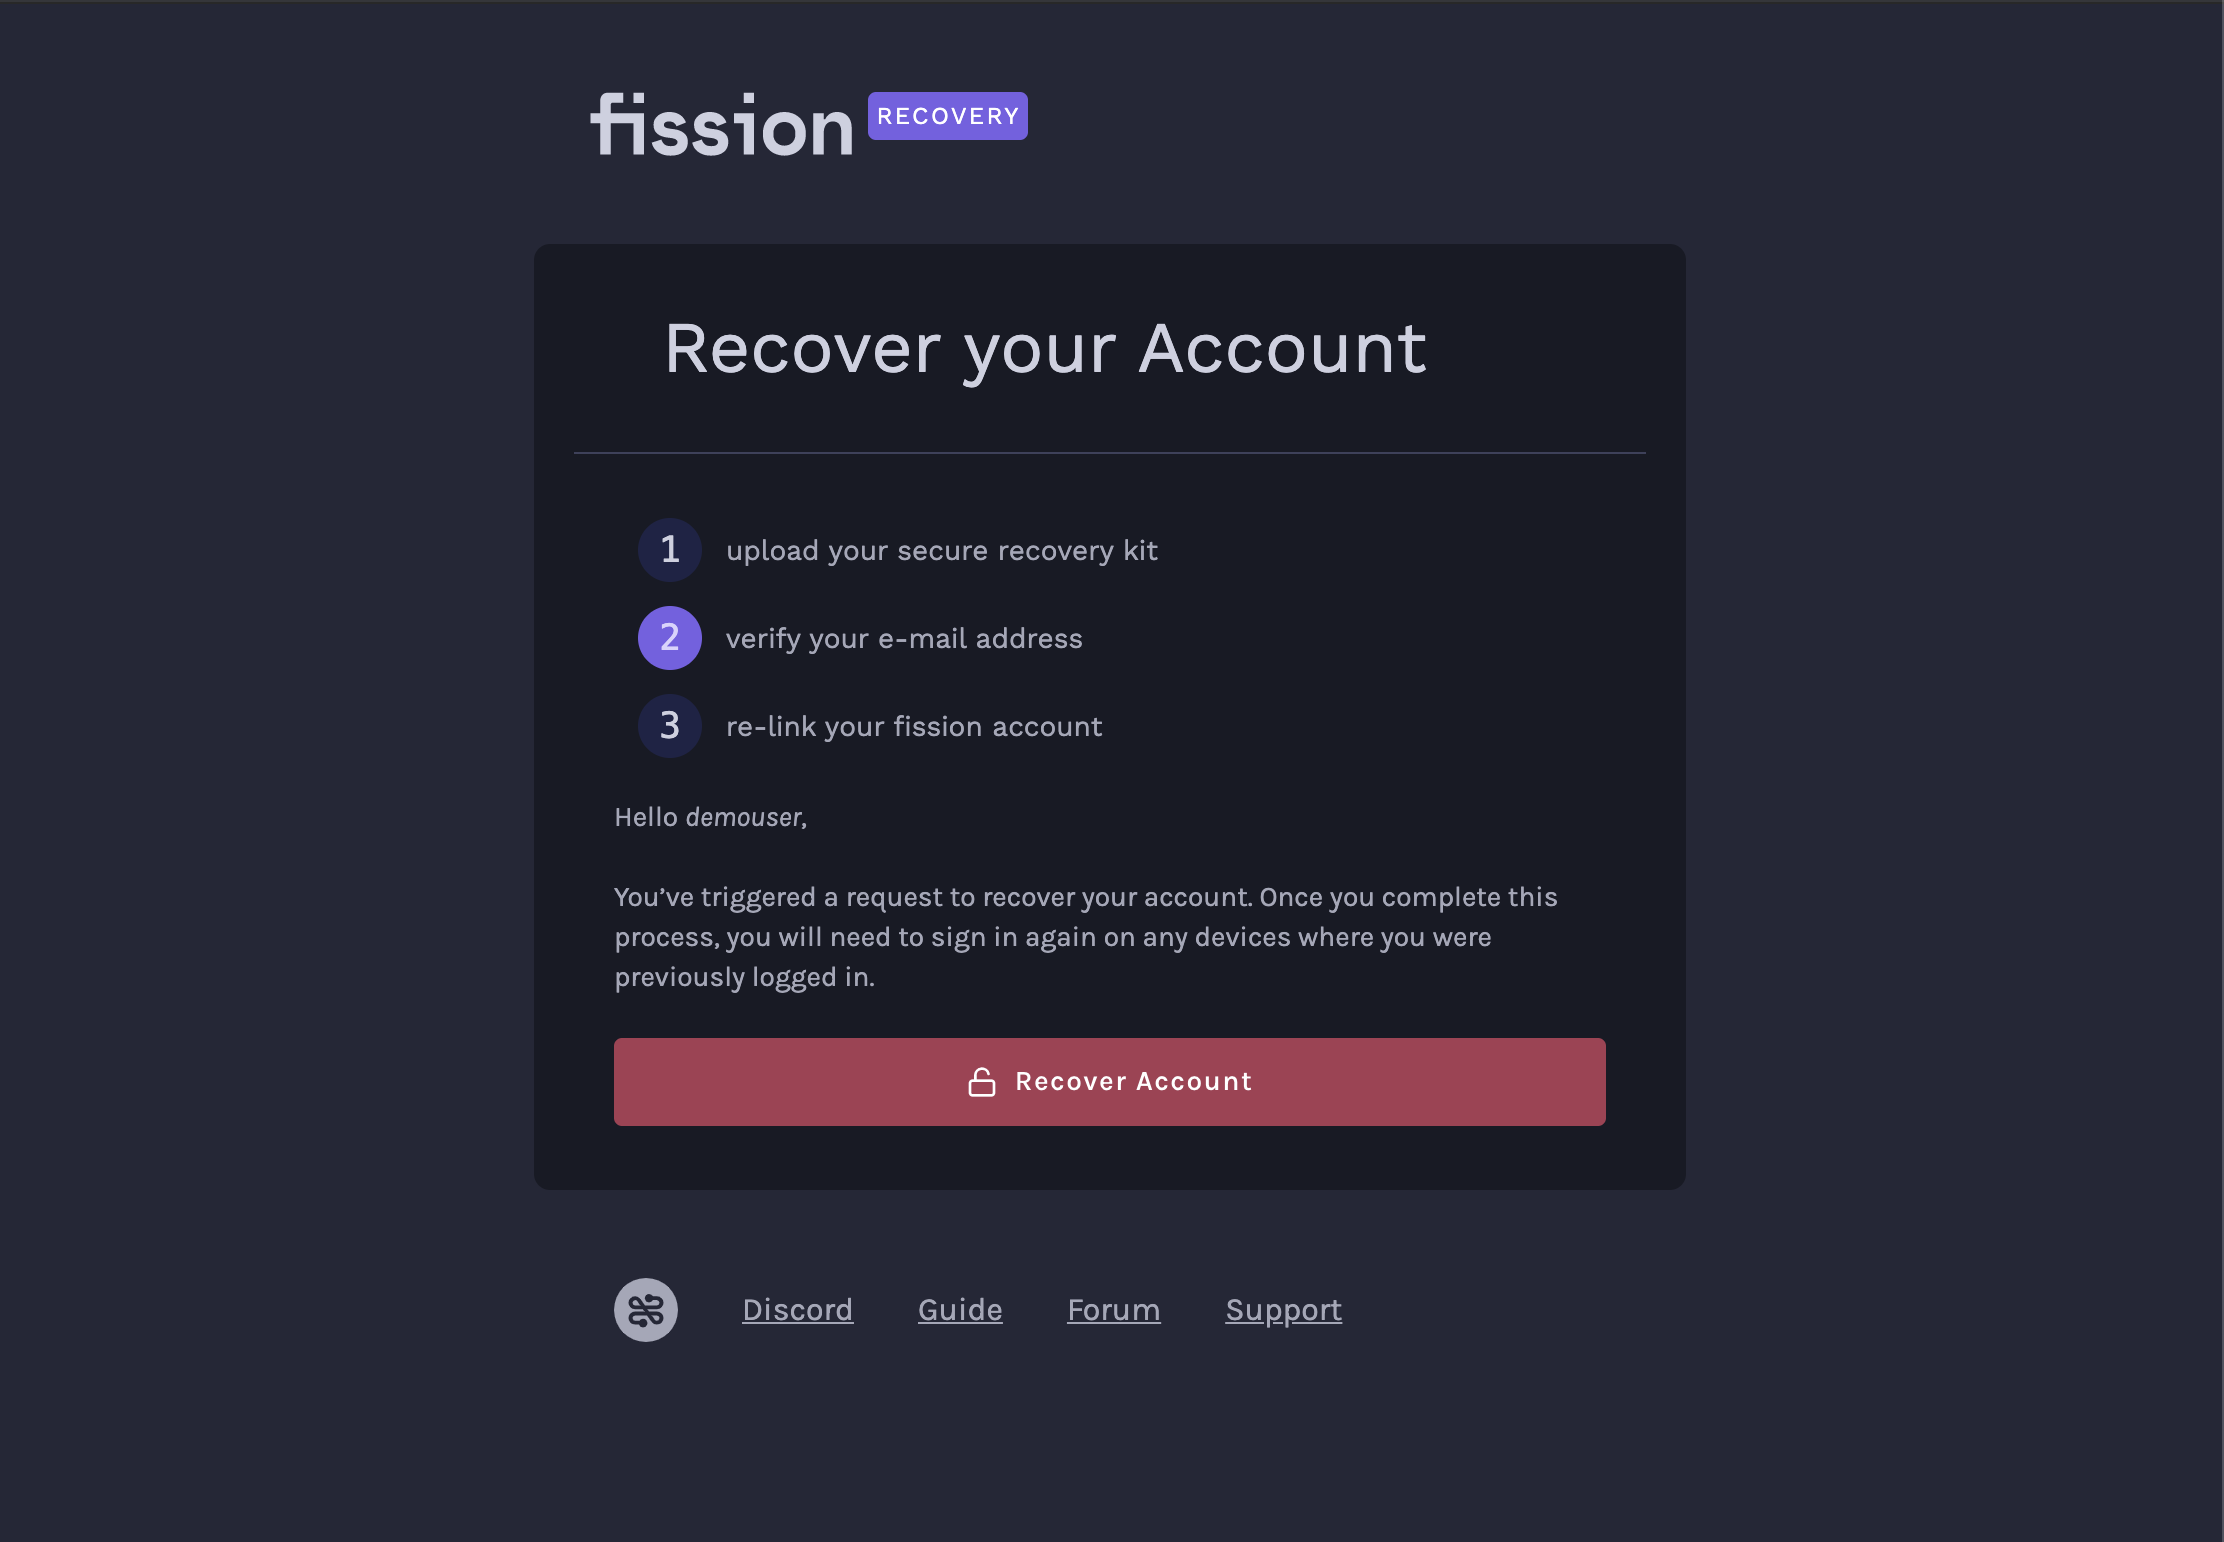 fission RECOVERY
Recover your Account
1 upload your secure recovery kit
2 verify your e-mail address
3 re-link your fission account
Hello demouser,
You’ve triggered a request to recover your account. Once you complete this
process, you will need to sign in again on any devices where you were
previously logged in.
Recover Account
Discord Guide Forum Support